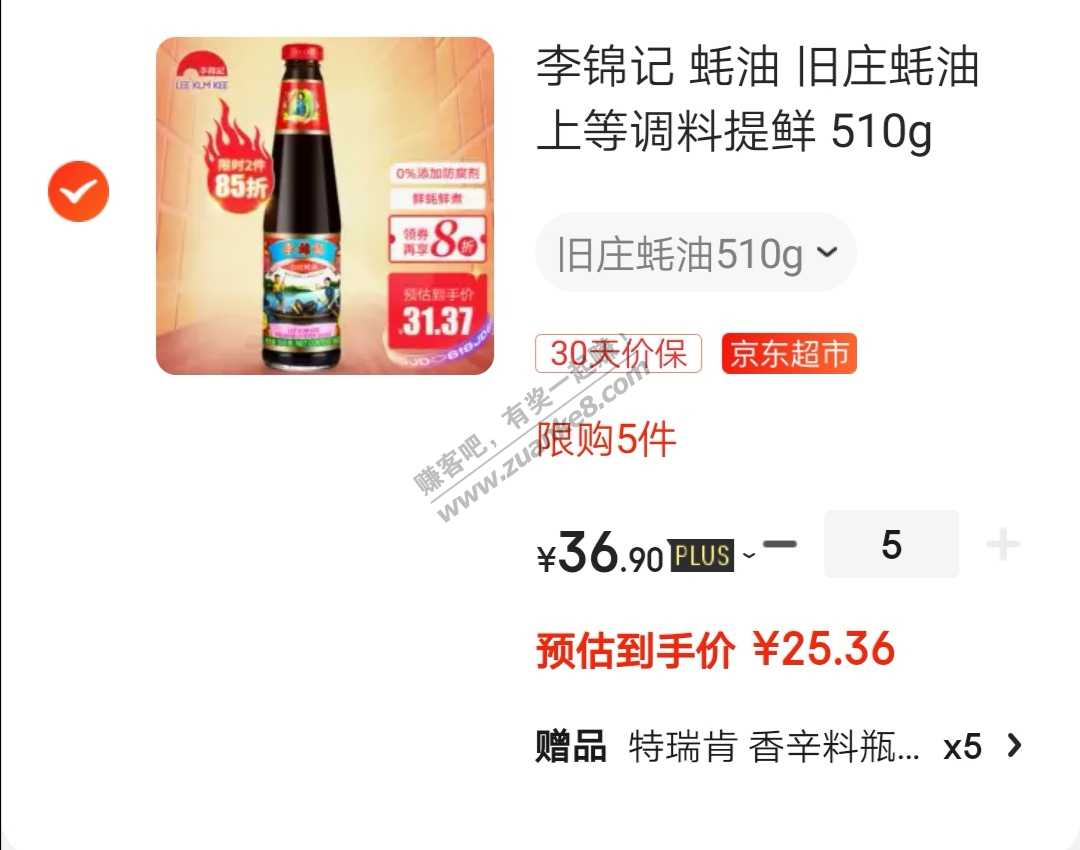 李锦记
LEE KUM KEE
限时2件
85折
0%添加防腐剂
鲜蚝鲜煮
领券
再享8折
预估到手价
¥31.37
李锦记 蚝油 旧庄蚝油
上等调料提鲜 510g
旧庄蚝油510g
30天价保 京东超市
限购5件
赚客吧，有奖一起赚！
www.zuanke8.com
¥36.90 PLUS
5
预估到手价 ¥25.36
赠品 特瑞肯 香辛料瓶... x5